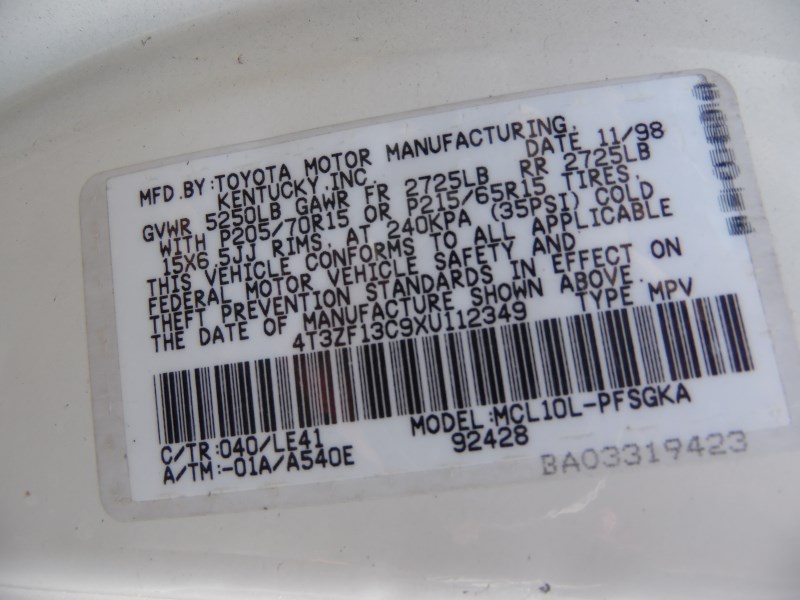 MFD.BY:TOYOTA MOTOR MANUFACTURING,
KENTUCKY,INC. DATE 11/98
GVWR 5250LB GAWR FR 2725LB RR 2725LB
WITH P205/70R15 OR P215/65R15 TIRES,
15X6.5JJ RIMS, AT 240KPA (35PSI) COLD
THIS VEHICLE CONFORMS TO ALL APPLICABLE
FEDERAL MOTOR VEHICLE SAFETY AND
THEFT PREVENTION STANDARDS IN EFFECT ON
THE DATE OF MANUFACTURE SHOWN ABOVE.
4T3ZF13C9XU112349 TYPE MPV
C/TR:040/LE41 MODEL:MCL10L-PFSGKA
A/TM:-01A/A540E 92428
BA03319423